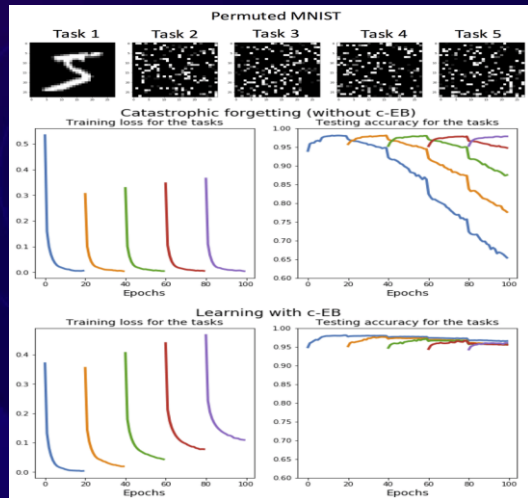 Permuted MNIST
Task 1 Task 2 Task 3 Task 4 Task 5
Catastrophic forgetting (without c-EB)
Training loss for the tasks Testing accuracy for the tasks
0.5
0.4
0.3
0.2
0.1
0.0
0 20 40 60 80 100
Epochs
1.00
0.95
0.90
0.85
0.80
0.75
0.70
0.65
0.60
0 20 40 60 80 100
Epochs
Learning with c-EB
Training loss for the tasks Testing accuracy for the tasks
0.4
0.3
0.2
0.1
0.0
0 20 40 60 80 100
Epochs
1.00
0.95
0.90
0.85
0.80
0.75
0.70
0.65
0.60
0 20 40 60 80 100
Epochs